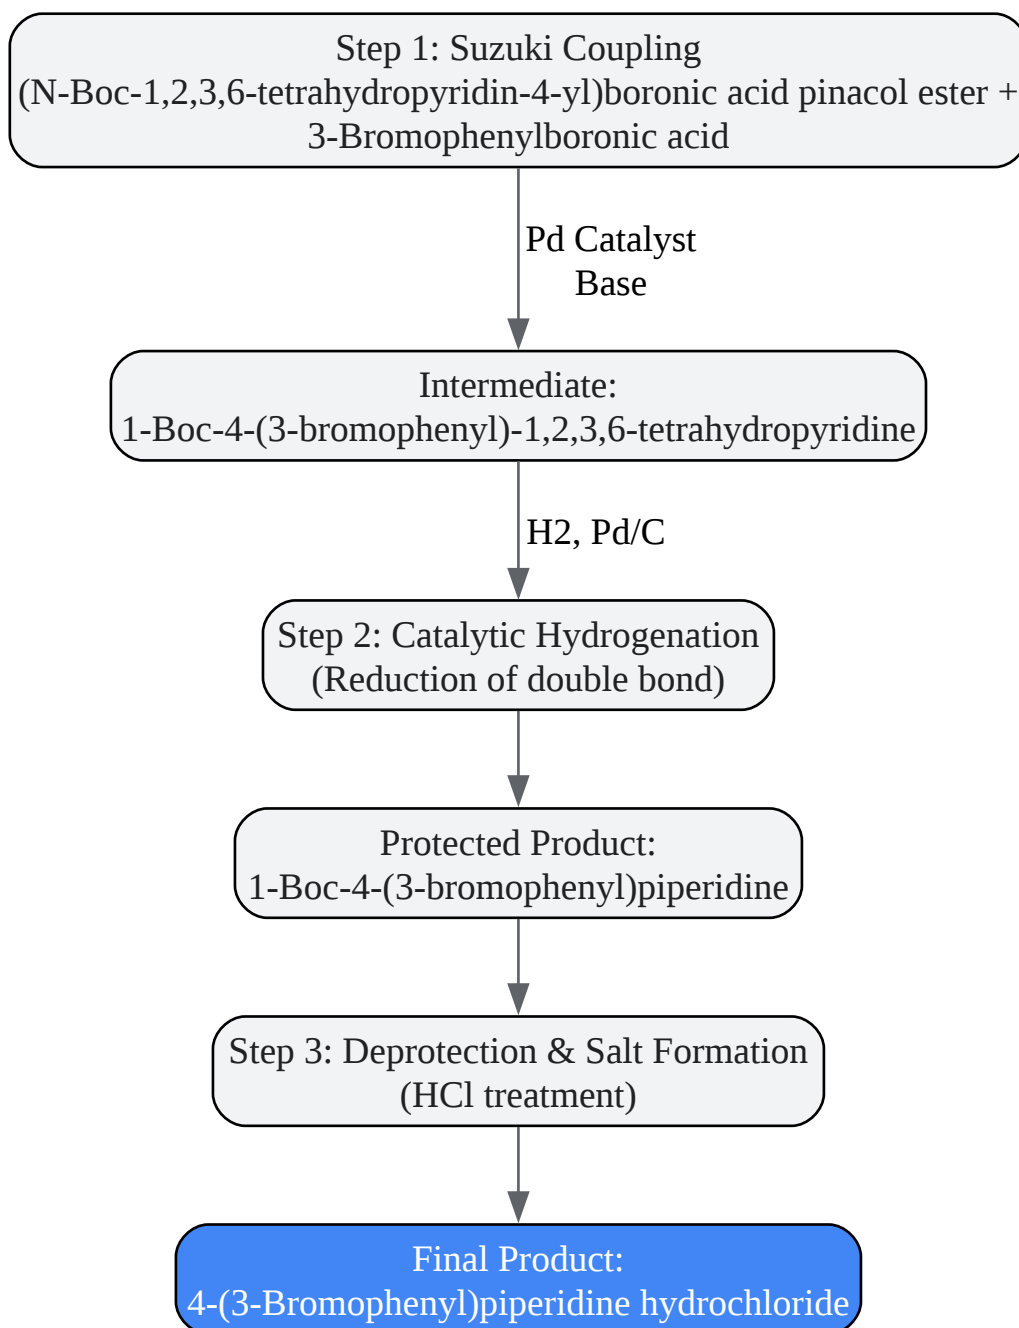 Step 1: Suzuki Coupling
(N-Boc-1,2,3,6-tetrahydropyridin-4-yl)boronic acid pinacol ester +
3-Bromophenylboronic acid
Pd Catalyst
Base
Intermediate:
1-Boc-4-(3-bromophenyl)-1,2,3,6-tetrahydropyridine
H2, Pd/C
Step 2: Catalytic Hydrogenation
(Reduction of double bond)
Protected Product:
1-Boc-4-(3-bromophenyl)piperidine
Step 3: Deprotection & Salt Formation
(HCl treatment)
Final Product:
4-(3-Bromophenyl)piperidine hydrochloride